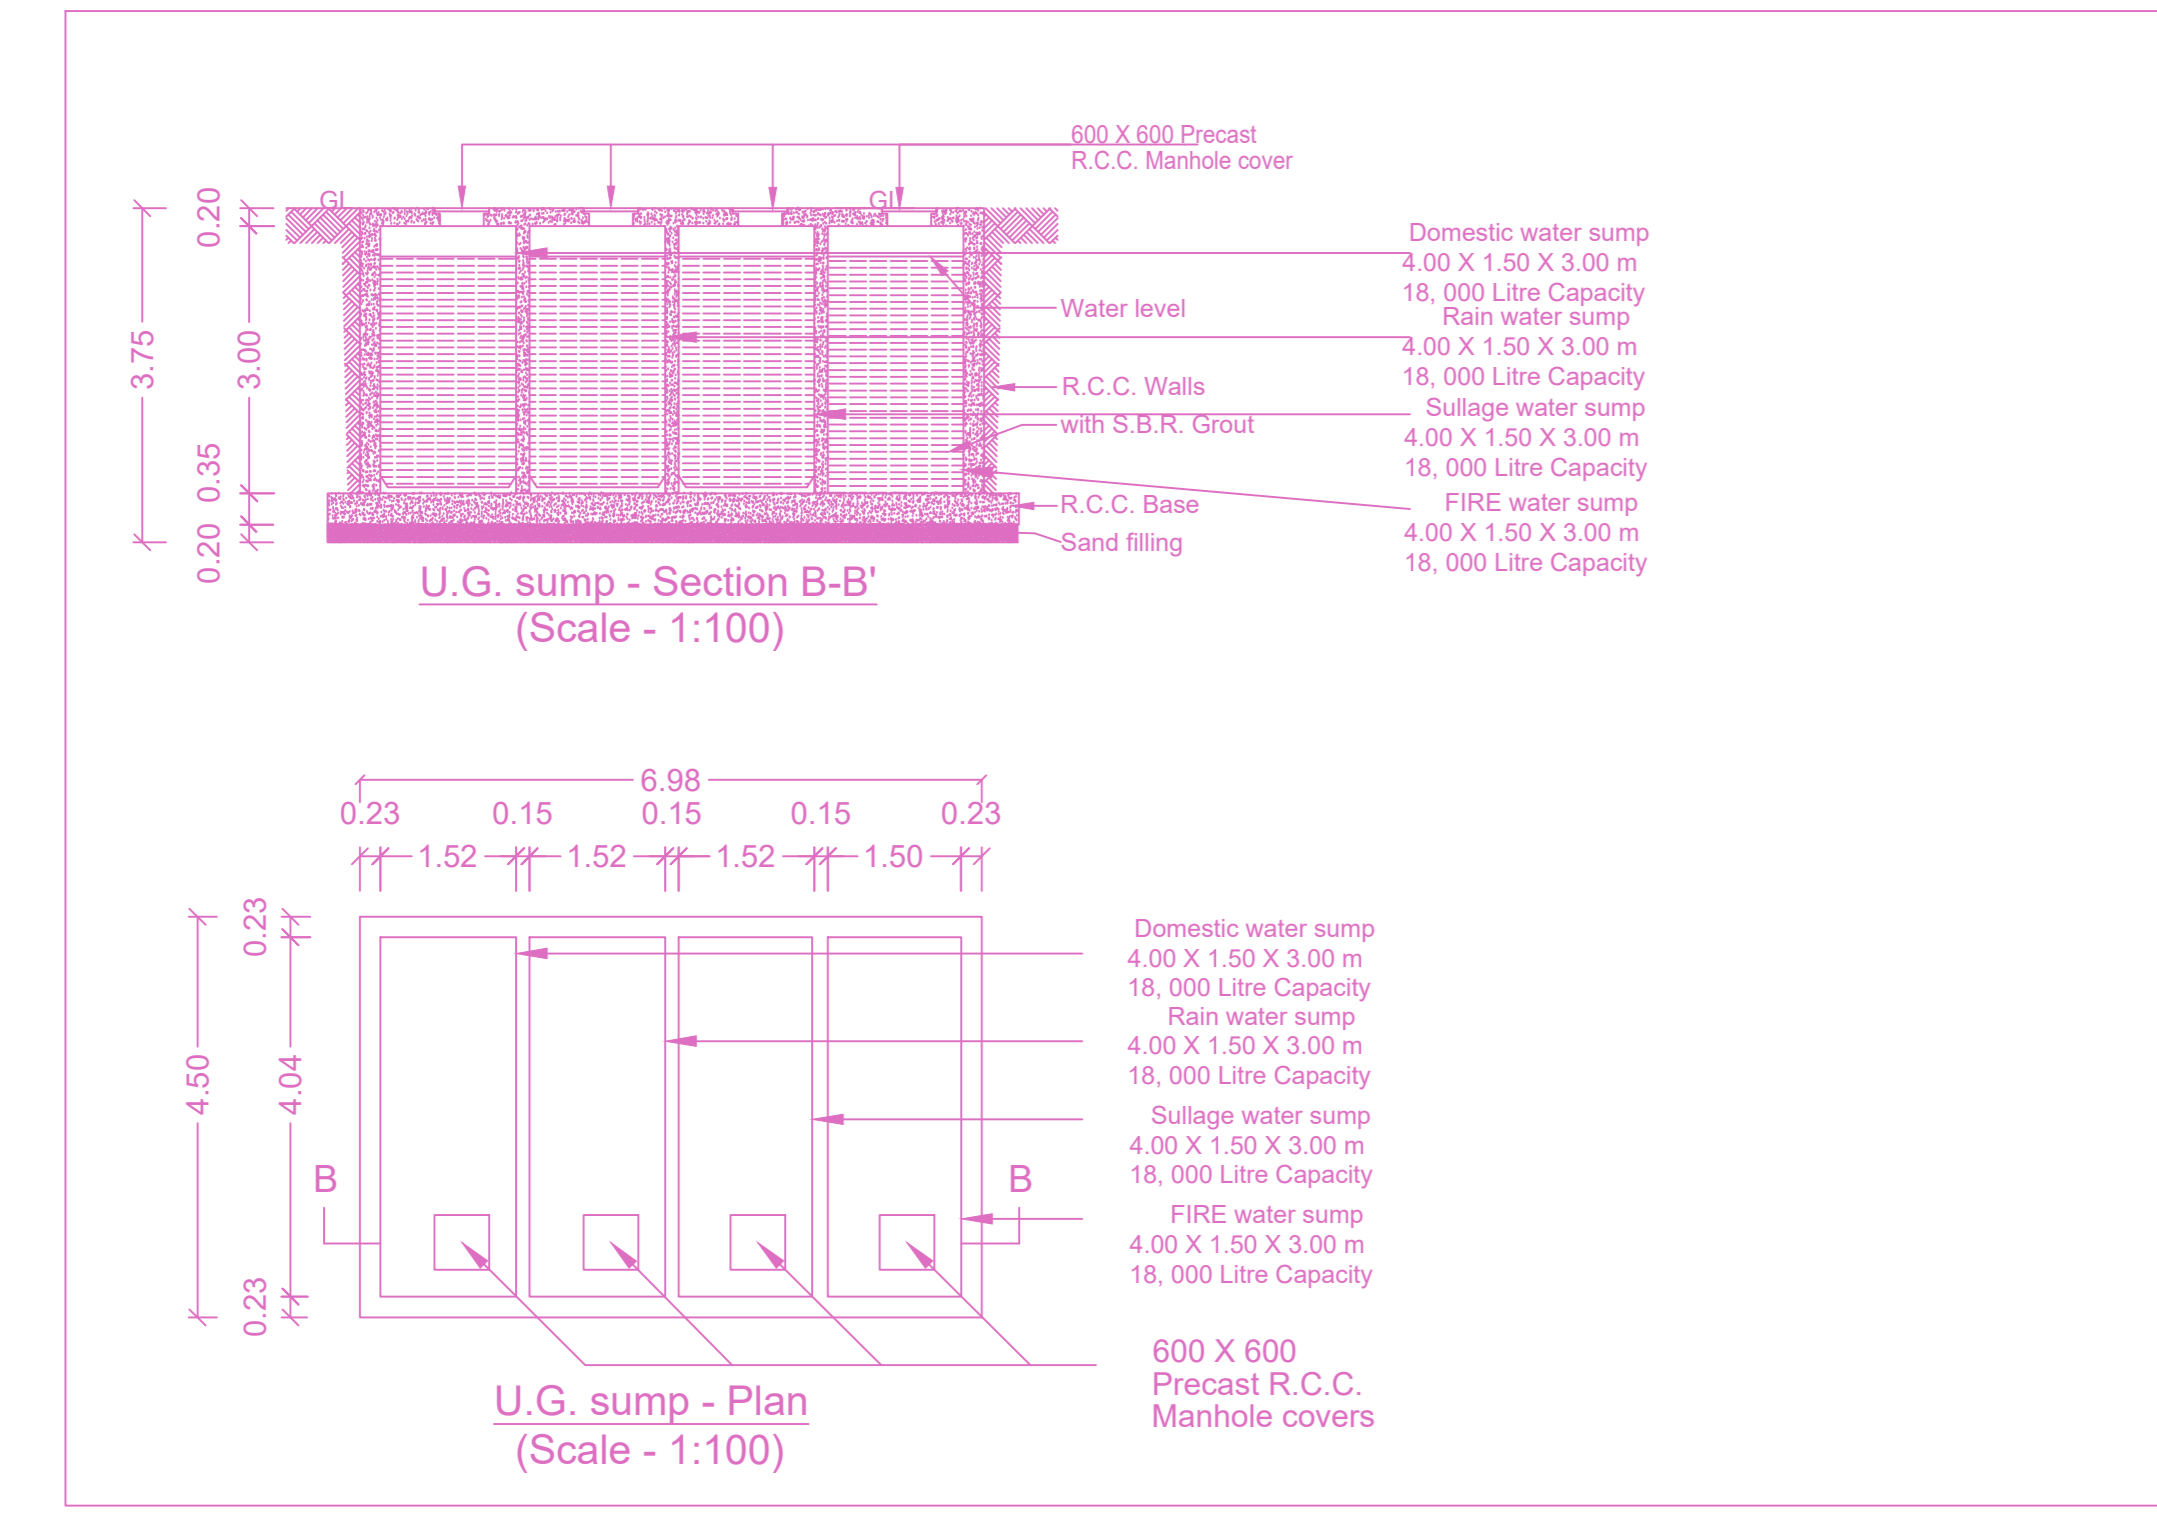 600 X 600 Precast
R.C.C. Manhole cover
GL
GL
0.20
3.75
3.00
0.35
0.20
Domestic water sump
4.00 X 1.50 X 3.00 m
18, 000 Litre Capacity
Rain water sump
4.00 X 1.50 X 3.00 m
18, 000 Litre Capacity
Sullage water sump
4.00 X 1.50 X 3.00 m
18, 000 Litre Capacity
FIRE water sump
4.00 X 1.50 X 3.00 m
18, 000 Litre Capacity
Water level
R.C.C. Walls
with S.B.R. Grout
R.C.C. Base
Sand filling
U.G. sump - Section B-B'
(Scale - 1:100)
6.98
0.23 0.15 0.15 0.15 0.23
1.52 1.52 1.52 1.50
0.23
4.50
4.04
0.23
B
B
Domestic water sump
4.00 X 1.50 X 3.00 m
18, 000 Litre Capacity
Rain water sump
4.00 X 1.50 X 3.00 m
18, 000 Litre Capacity
Sullage water sump
4.00 X 1.50 X 3.00 m
18, 000 Litre Capacity
FIRE water sump
4.00 X 1.50 X 3.00 m
18, 000 Litre Capacity
600 X 600
Precast R.C.C.
Manhole covers
U.G. sump - Plan
(Scale - 1:100)